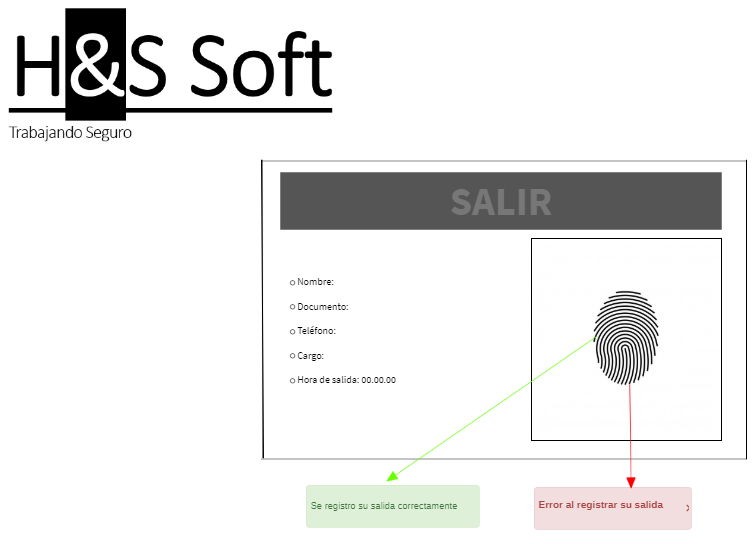 H&S Soft
Trabajando Seguro
SALIR
Nombre:
Documento:
Teléfono:
Cargo:
Hora de salida: 00.00.00
Se registro su salida correctamente
Error al registrar su salida